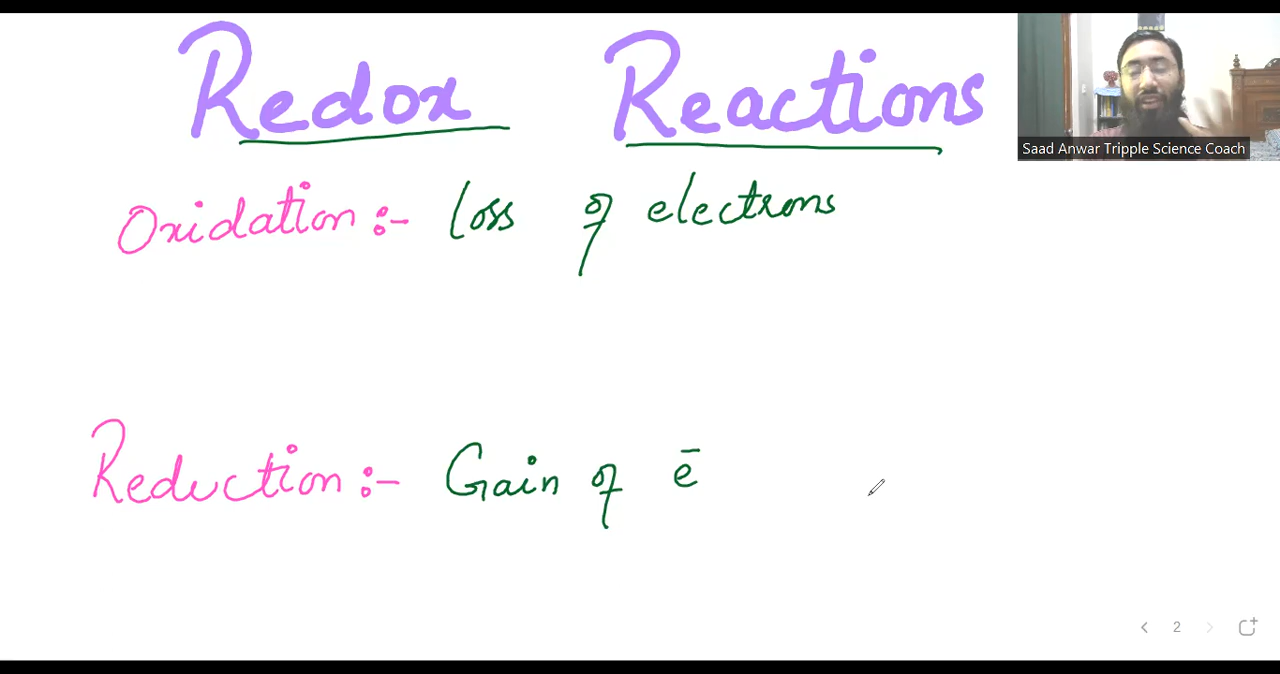 Redox Reactions
Saad Anwar Tripple Science Coach
Oxidation :- loss of electrons
Reduction :- Gain of ē
2